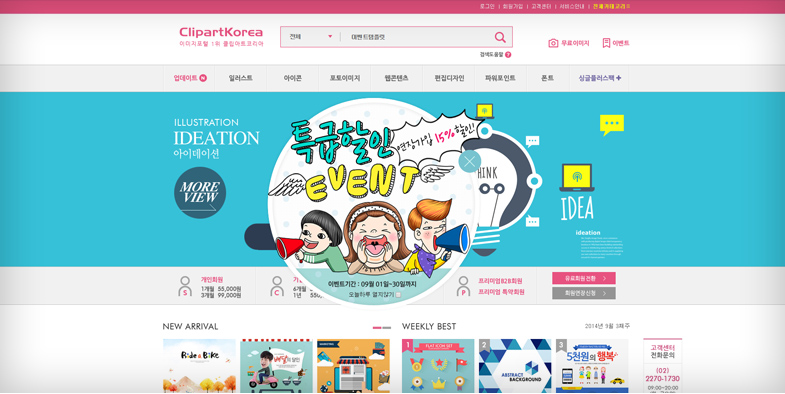 로그인 | 회원가입 | 고객센터 | 서비스안내 | 전체카테고리
ClipartKorea
이미지포털 1위 클립아트코리아
전체
이벤트템플릿
검색도움말 ?
무료이미지
이벤트
업데이트 N
일러스트
아이콘
포토이미지
웹콘텐츠
편집디자인
파워포인트
폰트
싱글플러스팩 +
ILLUSTRATION
IDEATION
아이데이션
MORE
VIEW
특급할인
연장가입 15%할인!
EVENT
HINK
IDEA
ideation
이벤트기간 : 09월 01일~30일까지
오늘하루 열지않기
S
개인회원
1개월 55,000원
3개월 99,000원
C
6개월
1년
P
프리미엄B2B회원
프리미엄 특약회원
유료회원전환
회원연장신청
NEW ARRIVAL
WEEKLY BEST
2014년 9월 3째주
Ride a Bike
1
FLAT ICON SET
2
ABSTRACT
BACKGROUND
3
5천원의 행복
고객센터
전화문의
(02)
2270-1730
09:00~20:00